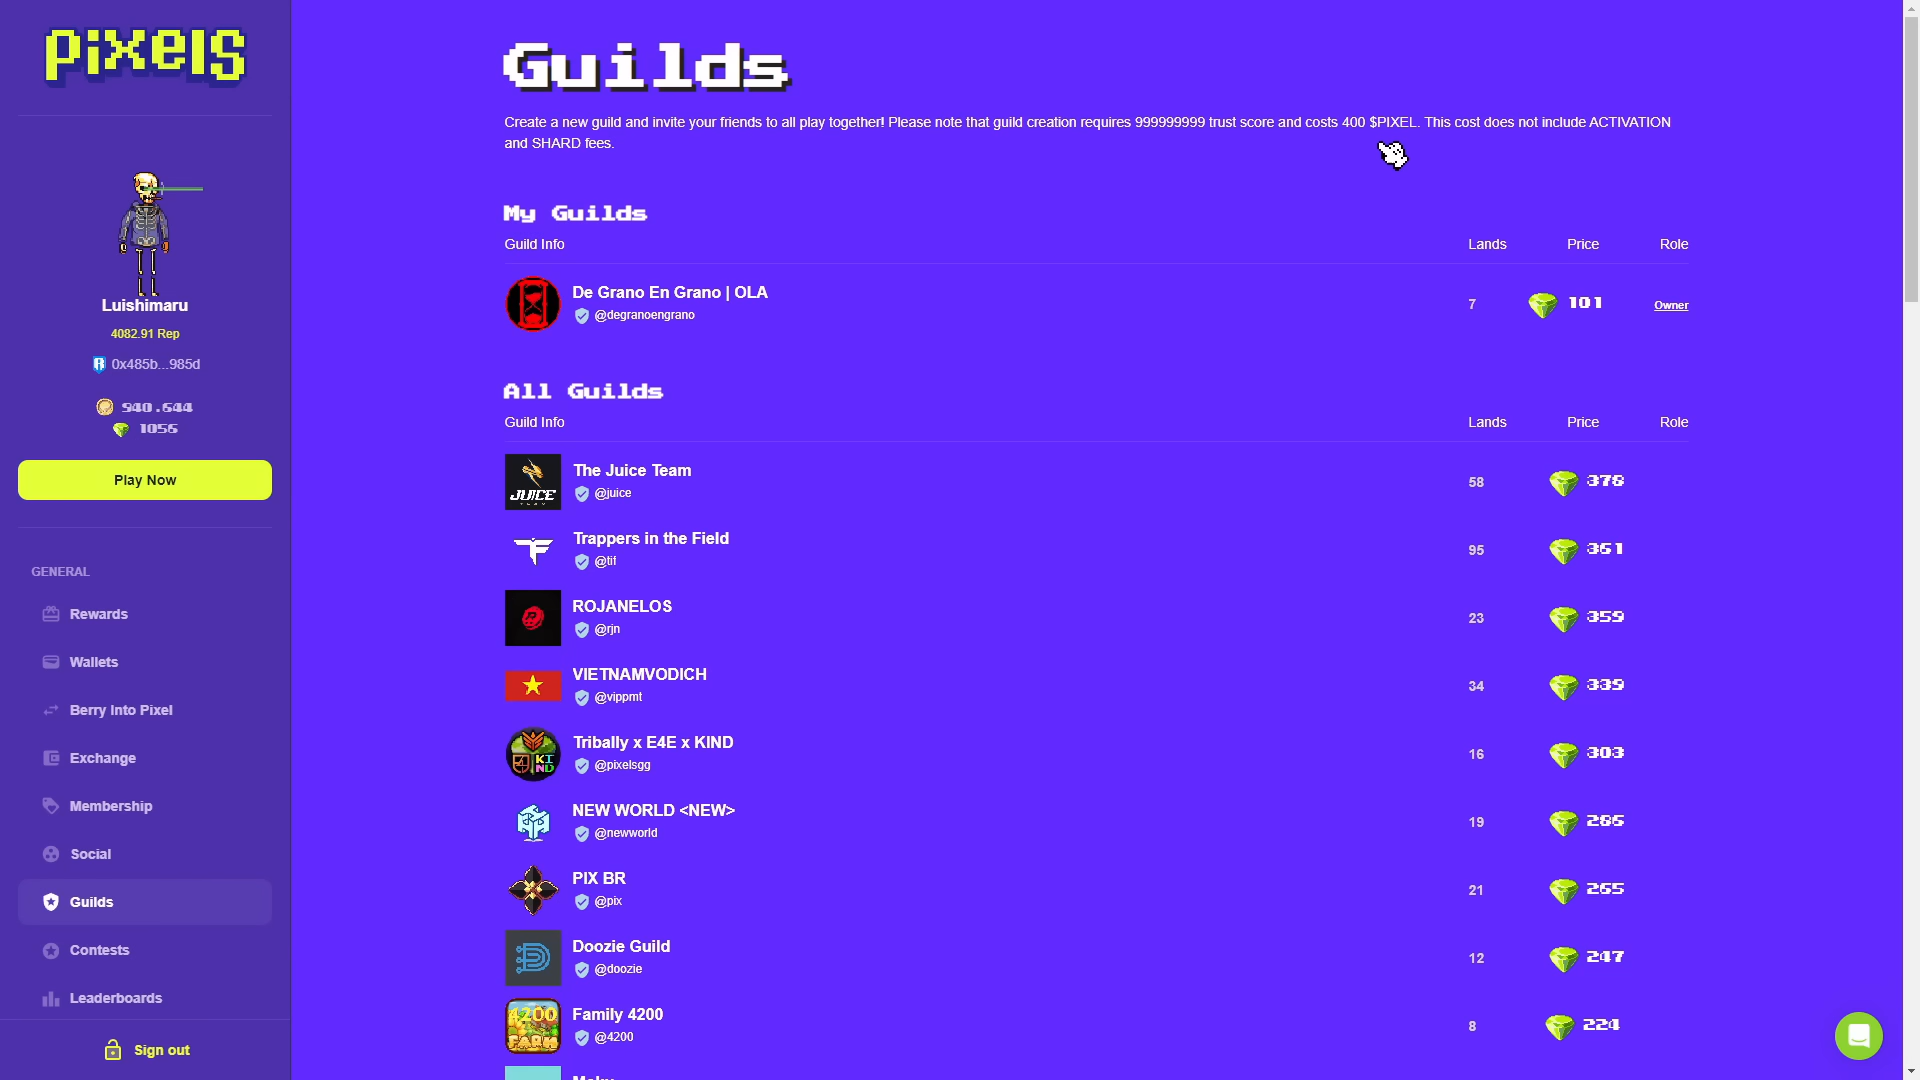 pixels
Luishimaru
4082.91 Rep
0x485b...985d
940.644
1056
Play Now
GENERAL
Rewards
Wallets
Berry Into Pixel
Exchange
Membership
Social
Guilds
Contests
Leaderboards
Sign out
Guilds
Create a new guild and invite your friends to all play together! Please note that guild creation requires 999999999 trust score and costs 400 $PIXEL. This cost does not include ACTIVATION
and SHARD fees.
My Guilds
Guild Info Lands Price Role
De Grano En Grano | OLA
@degranoengrano
7 101 Owner
All Guilds
Guild Info Lands Price Role
JUICE
The Juice Team
@juice
58 378
Trappers in the Field
@tif
95 361
ROJANELOS
@rjn
23 359
VIETNAMVODICH
@vippmt
34 339
KI
ND
Tribally x E4E x KIND
@pixelsgg
16 303
NEW WORLD <NEW>
@newworld
19 286
PIX BR
@pix
21 265
Doozie Guild
@doozie
12 247
4200
FARM
Family 4200
@4200
8 224